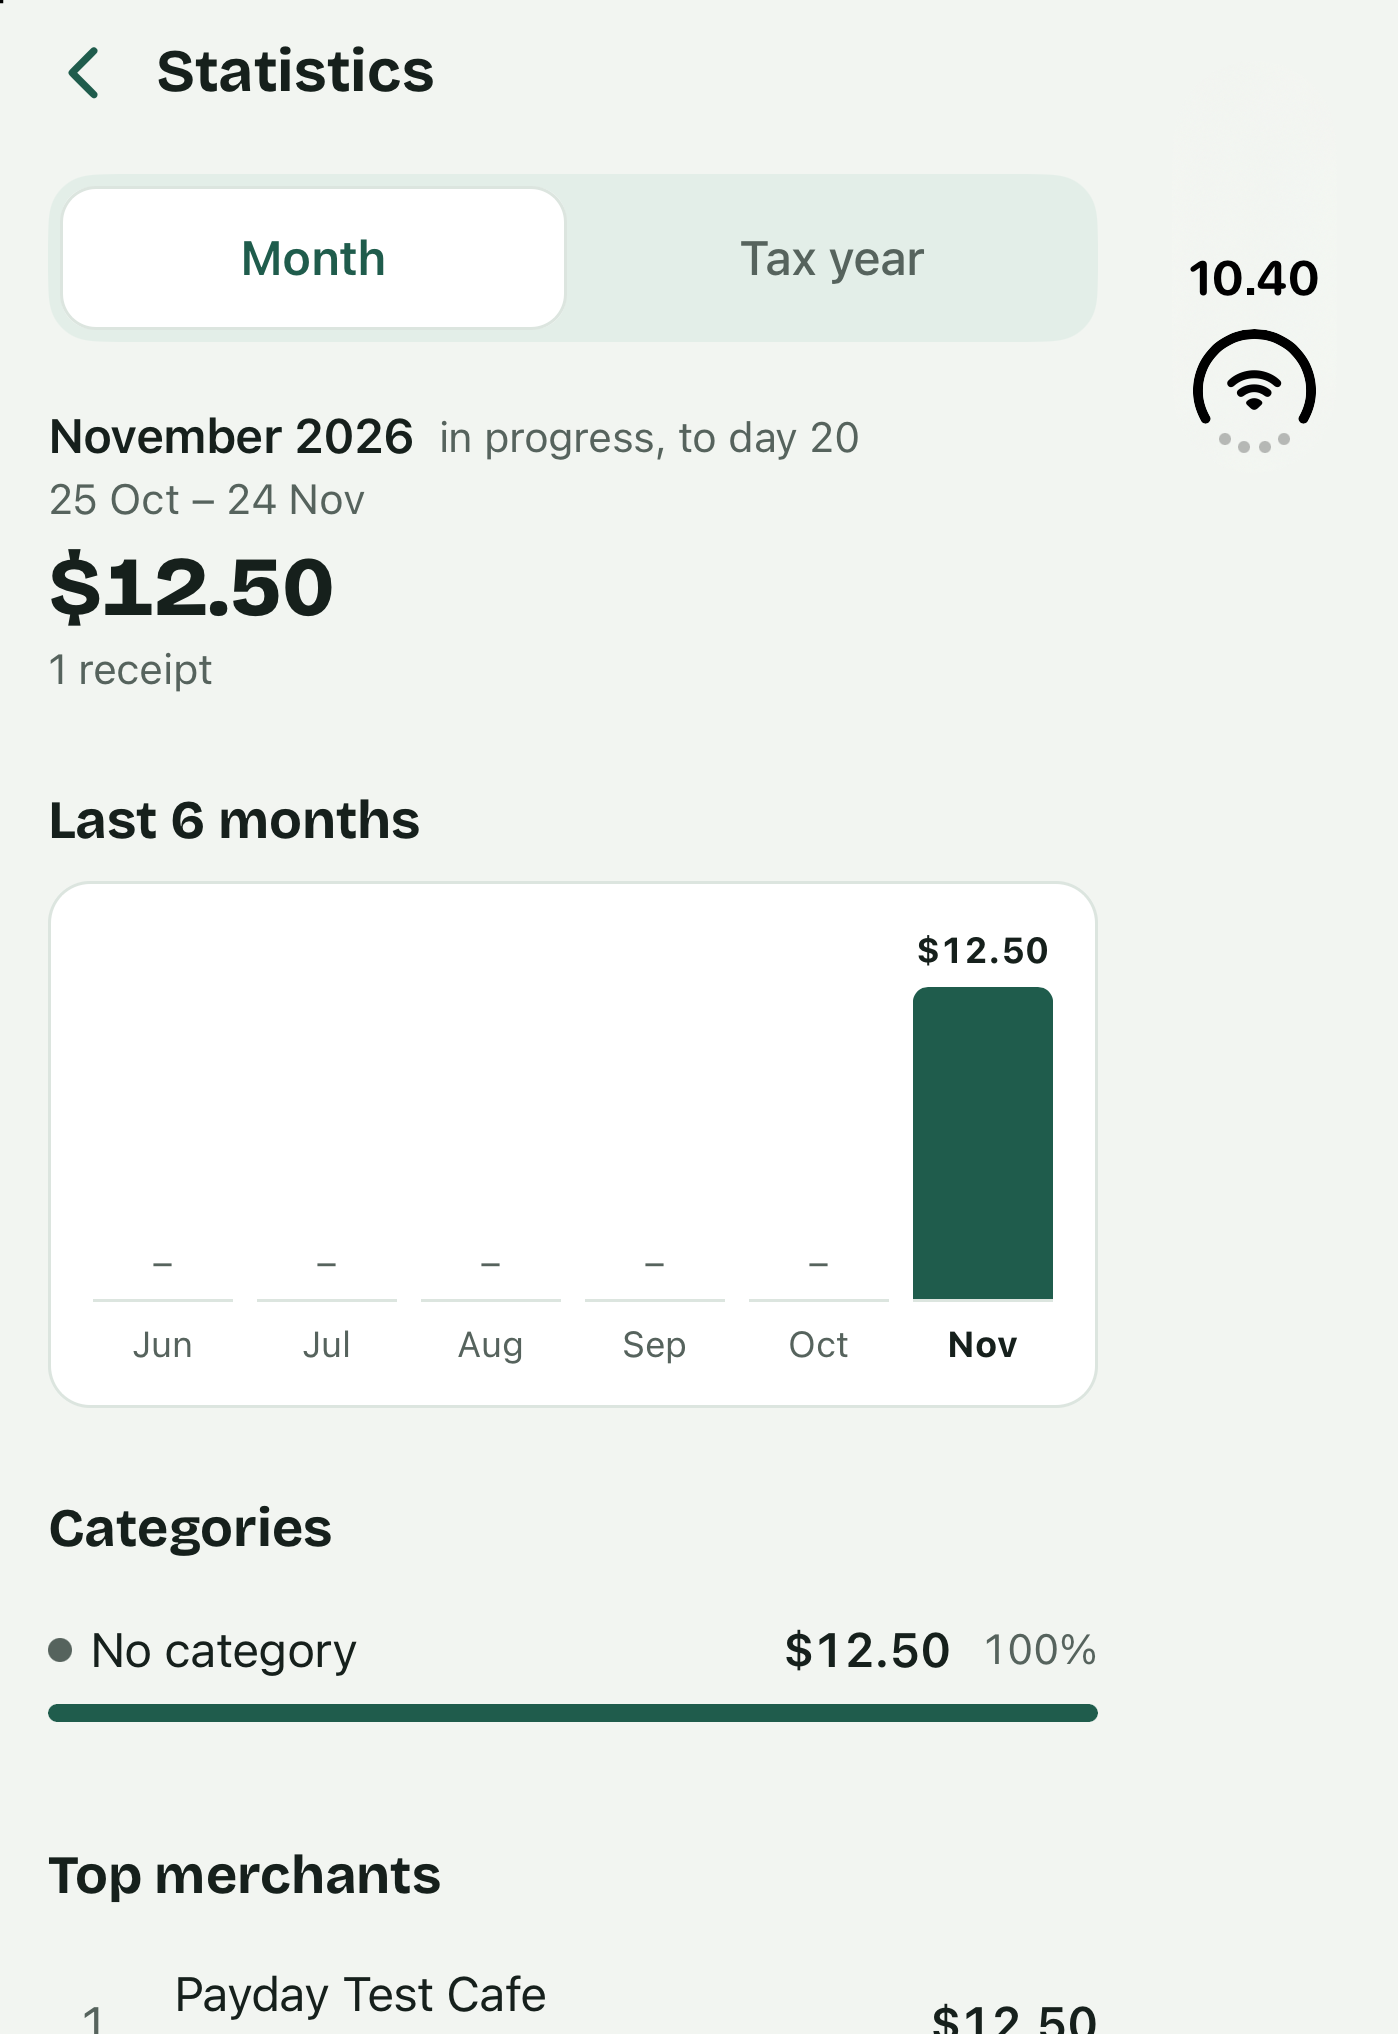 Statistics
Month
Tax year
10.40
November 2026 in progress, to day 20
25 Oct – 24 Nov
$12.50
1 receipt
Last 6 months
$12.50
– – – – –
Jun Jul Aug Sep Oct Nov
Categories
No category $12.50 100%
Top merchants
Payday Test Cafe
1 $12.50